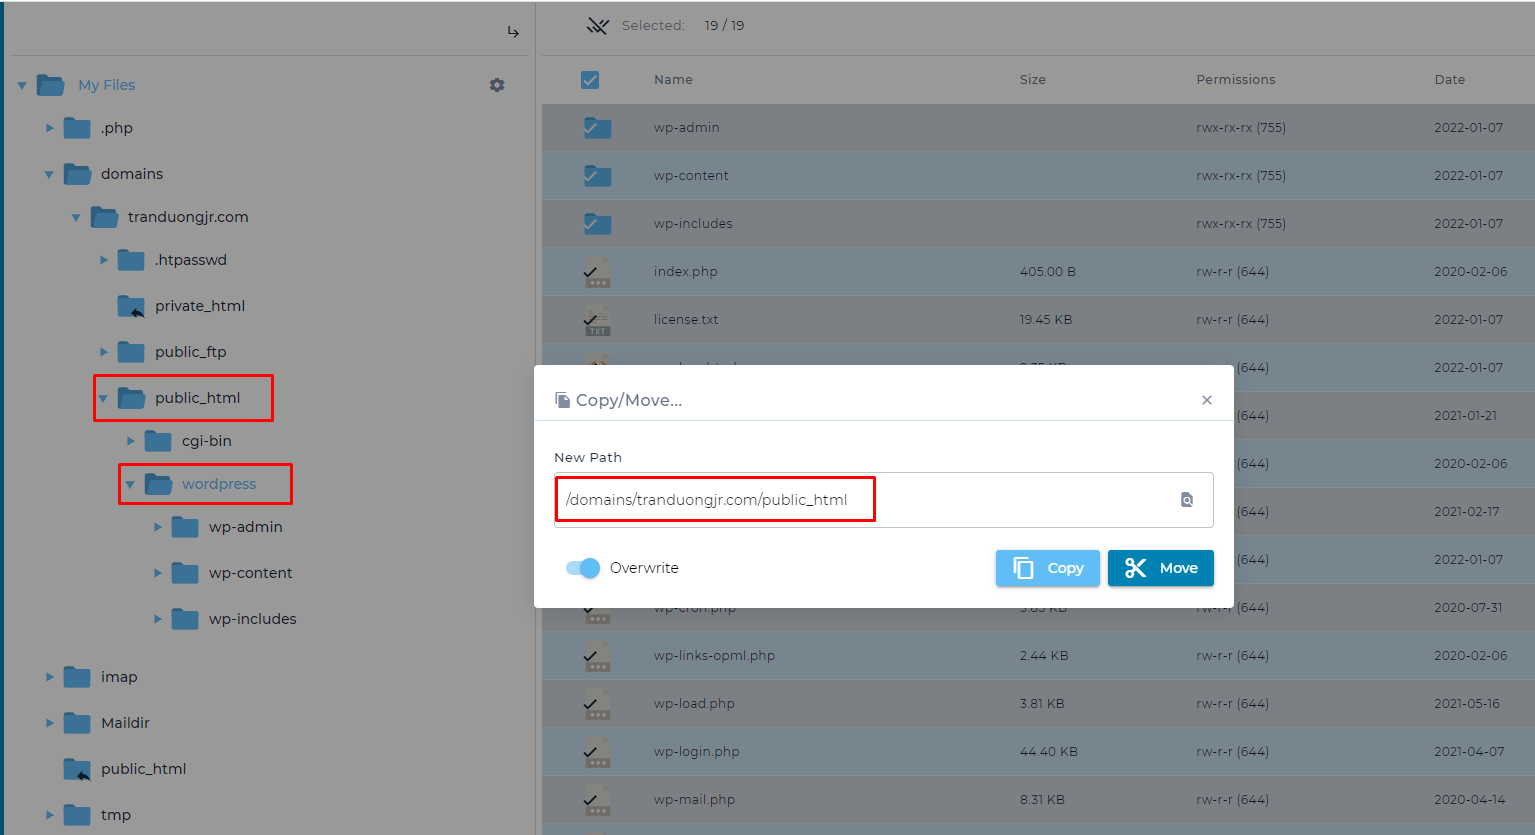 Selected: 19 / 19
My Files
.php
domains
tranduongjr.com
.htpasswd
private_html
public_ftp
public_html
cgi-bin
wordpress
wp-admin
wp-content
wp-includes
imap
Maildir
public_html
tmp
Name Size Permissions Date
wp-admin rwx-rx-rx (755) 2022-01-07
wp-content rwx-rx-rx (755) 2022-01-07
wp-includes rwx-rx-rx (755) 2022-01-07
index.php 405.00 B rw-r-r (644) 2020-02-06
license.txt 19.45 KB rw-r-r (644) 2022-01-07
TXT
rw-r-r (644) 2022-01-07
(644) 2021-01-21
(644) 2020-02-06
(644) 2021-02-17
(644) 2022-01-07
wp-cron.php 3.83 KB rw-r-r (644) 2020-07-31
wp-links-opml.php 2.44 KB rw-r-r (644) 2020-02-06
wp-load.php 3.81 KB rw-r-r (644) 2021-05-16
wp-login.php 44.40 KB rw-r-r (644) 2021-04-07
wp-mail.php 8.31 KB rw-r-r (644) 2020-04-14
Copy/Move...
New Path
/domains/tranduongjr.com/public_html
Overwrite
Copy
Move